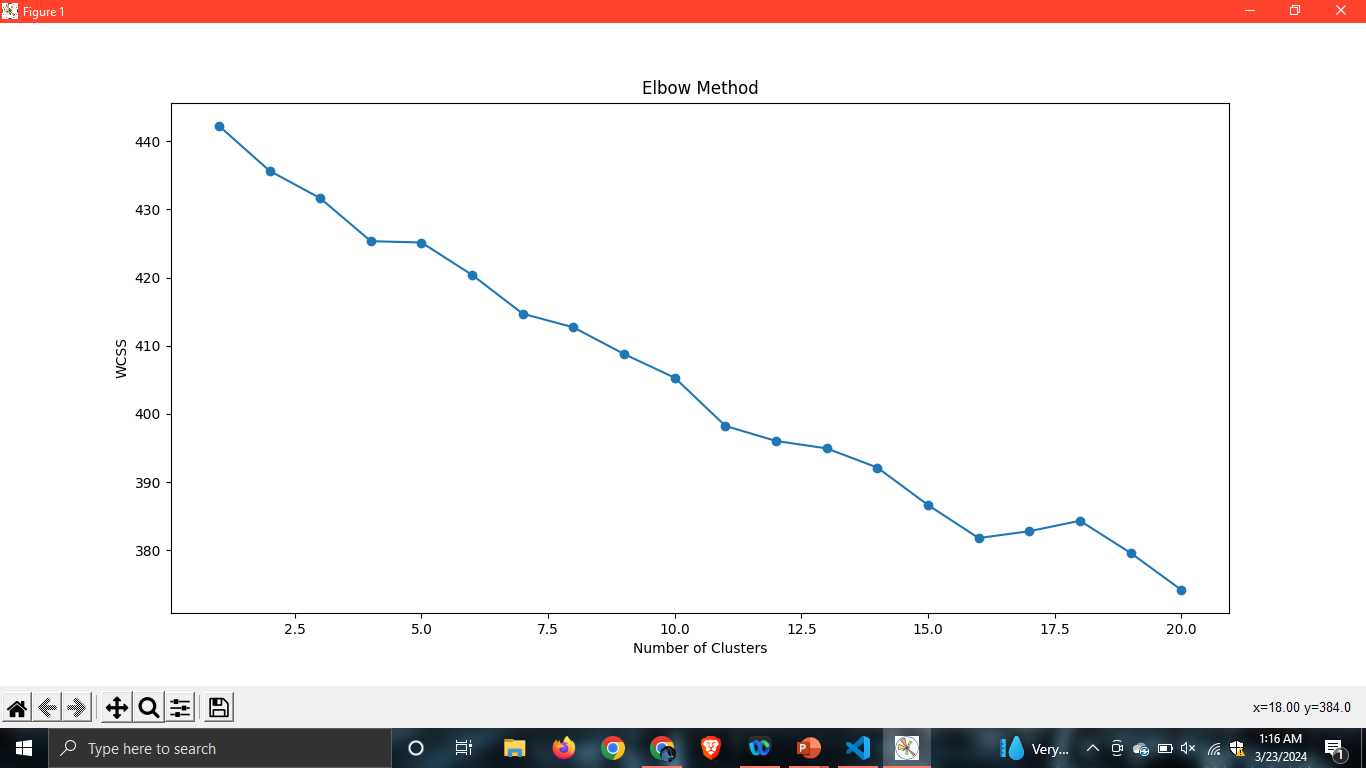 Figure 1
Elbow Method
440
430
420
410
400
390
380
WCSS
2.5 5.0 7.5 10.0 12.5 15.0 17.5 20.0
Number of Clusters
x=18.00 y=384.0
Type here to search
Very...
1:16 AM
3/23/2024
1